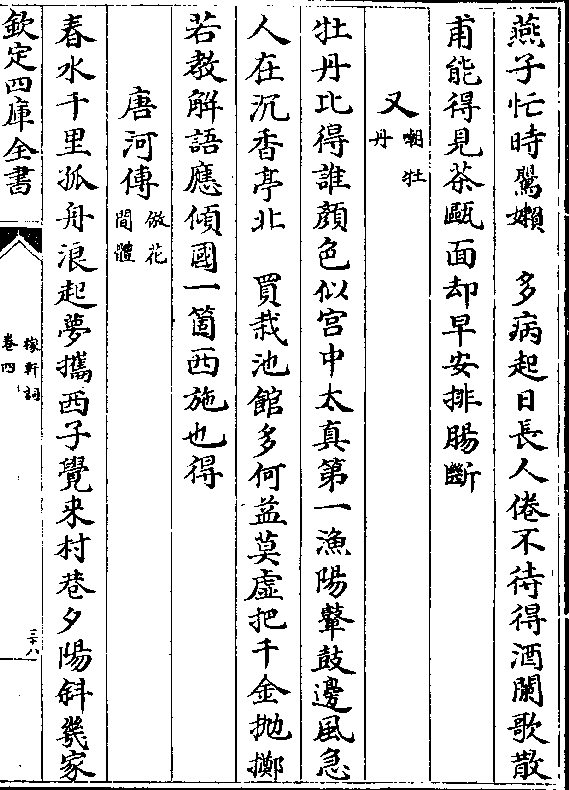 燕子忙時鶯嬾　多病起日長人倦不待得酒闌歌散
甫能得見茶甌面却早安排腸斷
又嘲牡丹
牡丹比得誰顔色似宫中太真第一漁陽鼙鼓邊風急
人在沉香亭北　買栽池館多何益莫虚把千金抛擲
若教解語應傾國一箇西施也得
唐河傳倣花間體
春水千里孤舟浪起夢攜西子覺来村巷夕陽斜幾家
欽定四庫全書
稼軒詞
卷四
三十八